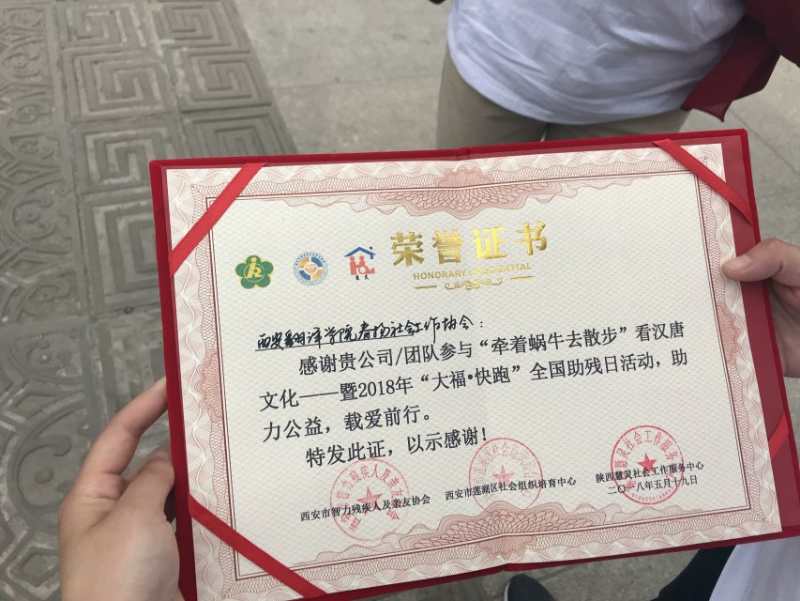 荣誉证书
HONORARY CREDENTIAL
西安翻译学院春杨社会工作协会：
感谢贵公司/团队参与“牵着蜗牛去散步”看汉唐
文化——暨2018年“大福•快跑”全国助残日活动，助
力公益，载爱前行。
特发此证，以示感谢！
西安市智力残疾人及亲友协会
西安市莲湖区社会组织培育中心
陕西慧灵社会工作服务中心
二〇一八年五月十九日